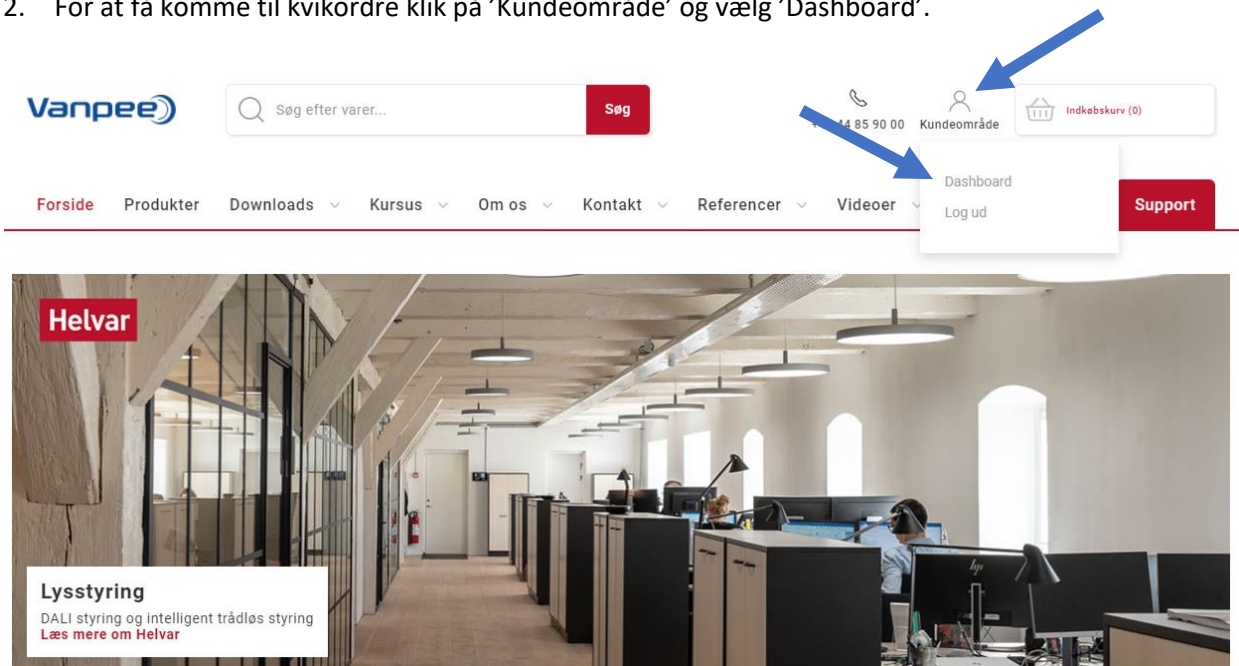 2. For at få komme til kvikordre klik på 'Kundeområde' og vælg 'Dashboard'.
Vanpee
Søg efter varer...
Søg
44 85 90 00
Kundeområde
Indkøbskurv (0)
Dashboard
Log ud
Forside Produkter Downloads Kursus Om os Kontakt Referencer Videoer Support
Helvar
Lysstyring
DALI styring og intelligent trådløs styring
Læs mere om Helvar
hp